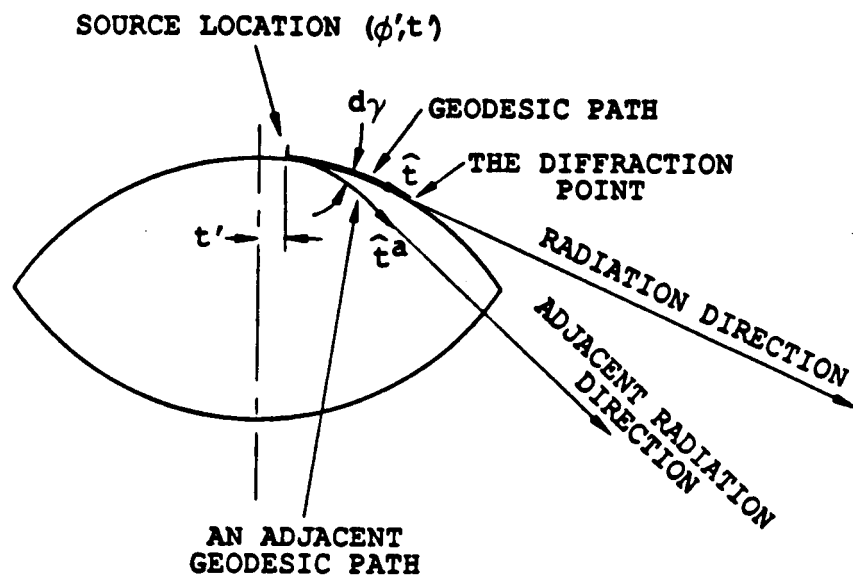 SOURCE LOCATION (ϕ',t')
dγ
GEODESIC PATH
t̂
THE DIFFRACTION
POINT
t'
t̂ᵃ
RADIATION DIRECTION
ADJACENT RADIATION
DIRECTION
AN ADJACENT
GEODESIC PATH